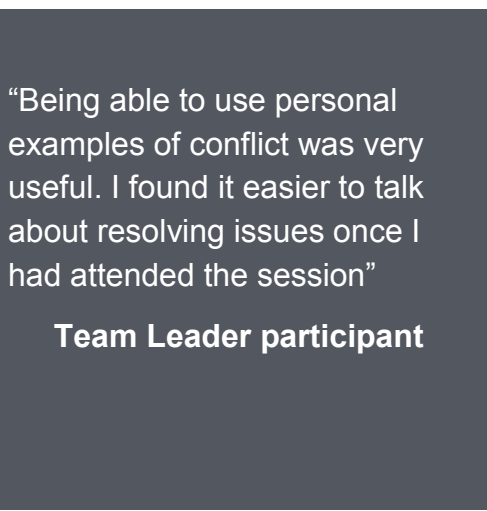 “Being able to use personal
examples of conflict was very
useful. I found it easier to talk
about resolving issues once I
had attended the session”
Team Leader participant